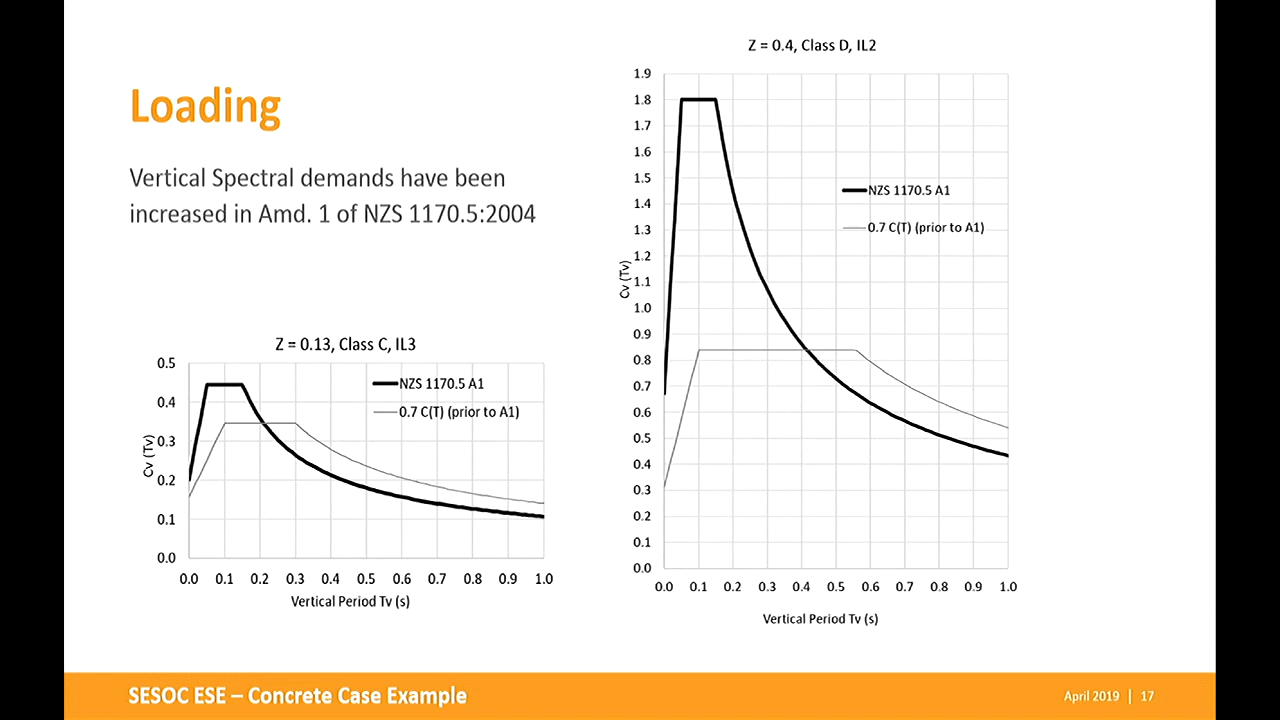 Loading
Vertical Spectral demands have been
increased in Amd. 1 of NZS 1170.5:2004
Z = 0.13, Class C, IL3
0.5
0.4
0.3
0.2
0.1
0.0
Cv (Tv)
NZS 1170.5 A1
0.7 C(T) (prior to A1)
0.0 0.1 0.2 0.3 0.4 0.5 0.6 0.7 0.8 0.9 1.0
Vertical Period Tv (s)
Z = 0.4, Class D, IL2
1.9
1.8
1.7
1.6
1.5
1.4
1.3
1.2
1.1
1.0
0.9
0.8
0.7
0.6
0.5
0.4
0.3
0.2
0.1
0.0
Cv (Tv)
NZS 1170.5 A1
0.7 C(T) (prior to A1)
0.0 0.1 0.2 0.3 0.4 0.5 0.6 0.7 0.8 0.9 1.0
Vertical Period Tv (s)
SESOC ESE – Concrete Case Example
April 2019 | 17